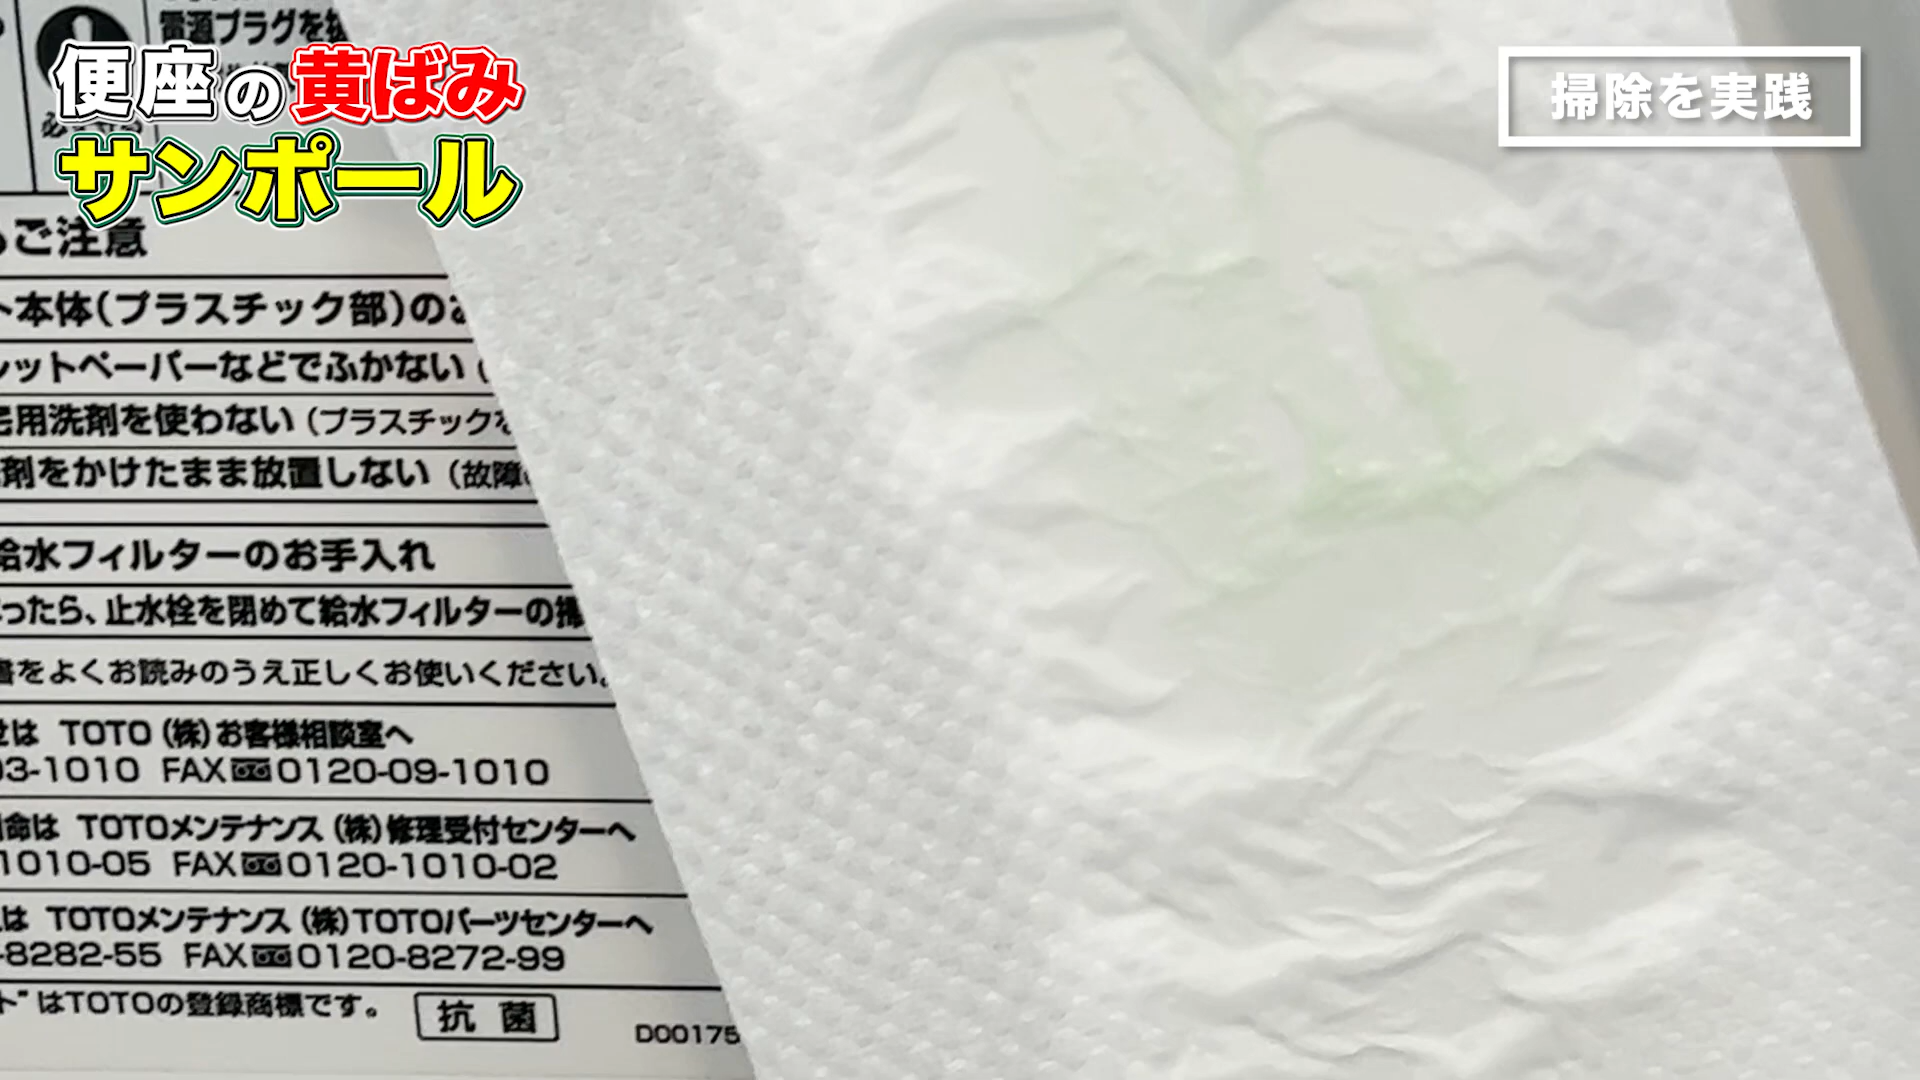 電源プラグを
便座の黄ばみ
サンポール
掃除を実践
ご注意
本体(プラスチック部)のお
レットペーパーなどでふかない(
用洗剤を使わない(プラスチックな
剤をかけたまま放置しない(故障の
給水フィルターのお手入れ
ったら、止水栓を閉めて給水フィルターの掃
書をよくお読みのうえ正しくお使いください。
は TOTO(株)お客様相談室へ
03-1010 FAX 0120-09-1010
命は TOTOメンテナンス(株)修理受付センターへ
1010-05 FAX 0120-1010-02
は TOTOメンテナンス(株)TOTOパーツセンターへ
-8282-55 FAX 0120-8272-99
ト"はTOTOの登録商標です。
抗菌
D00175